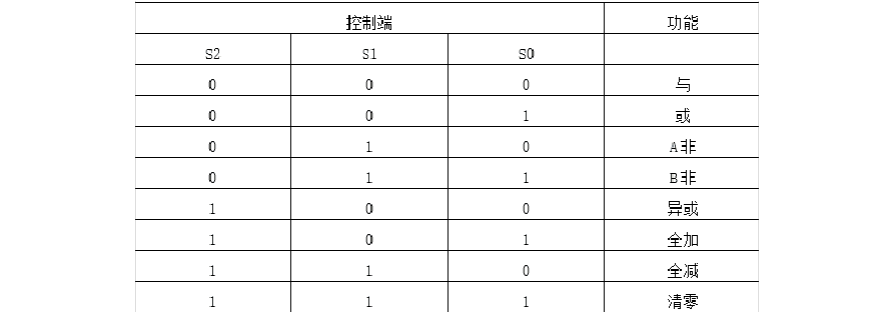 控制端 功能
S2 S1 S0
0 0 0 与
0 0 1 或
0 1 0 A非
0 1 1 B非
1 0 0 异或
1 0 1 全加
1 1 0 全减
1 1 1 清零